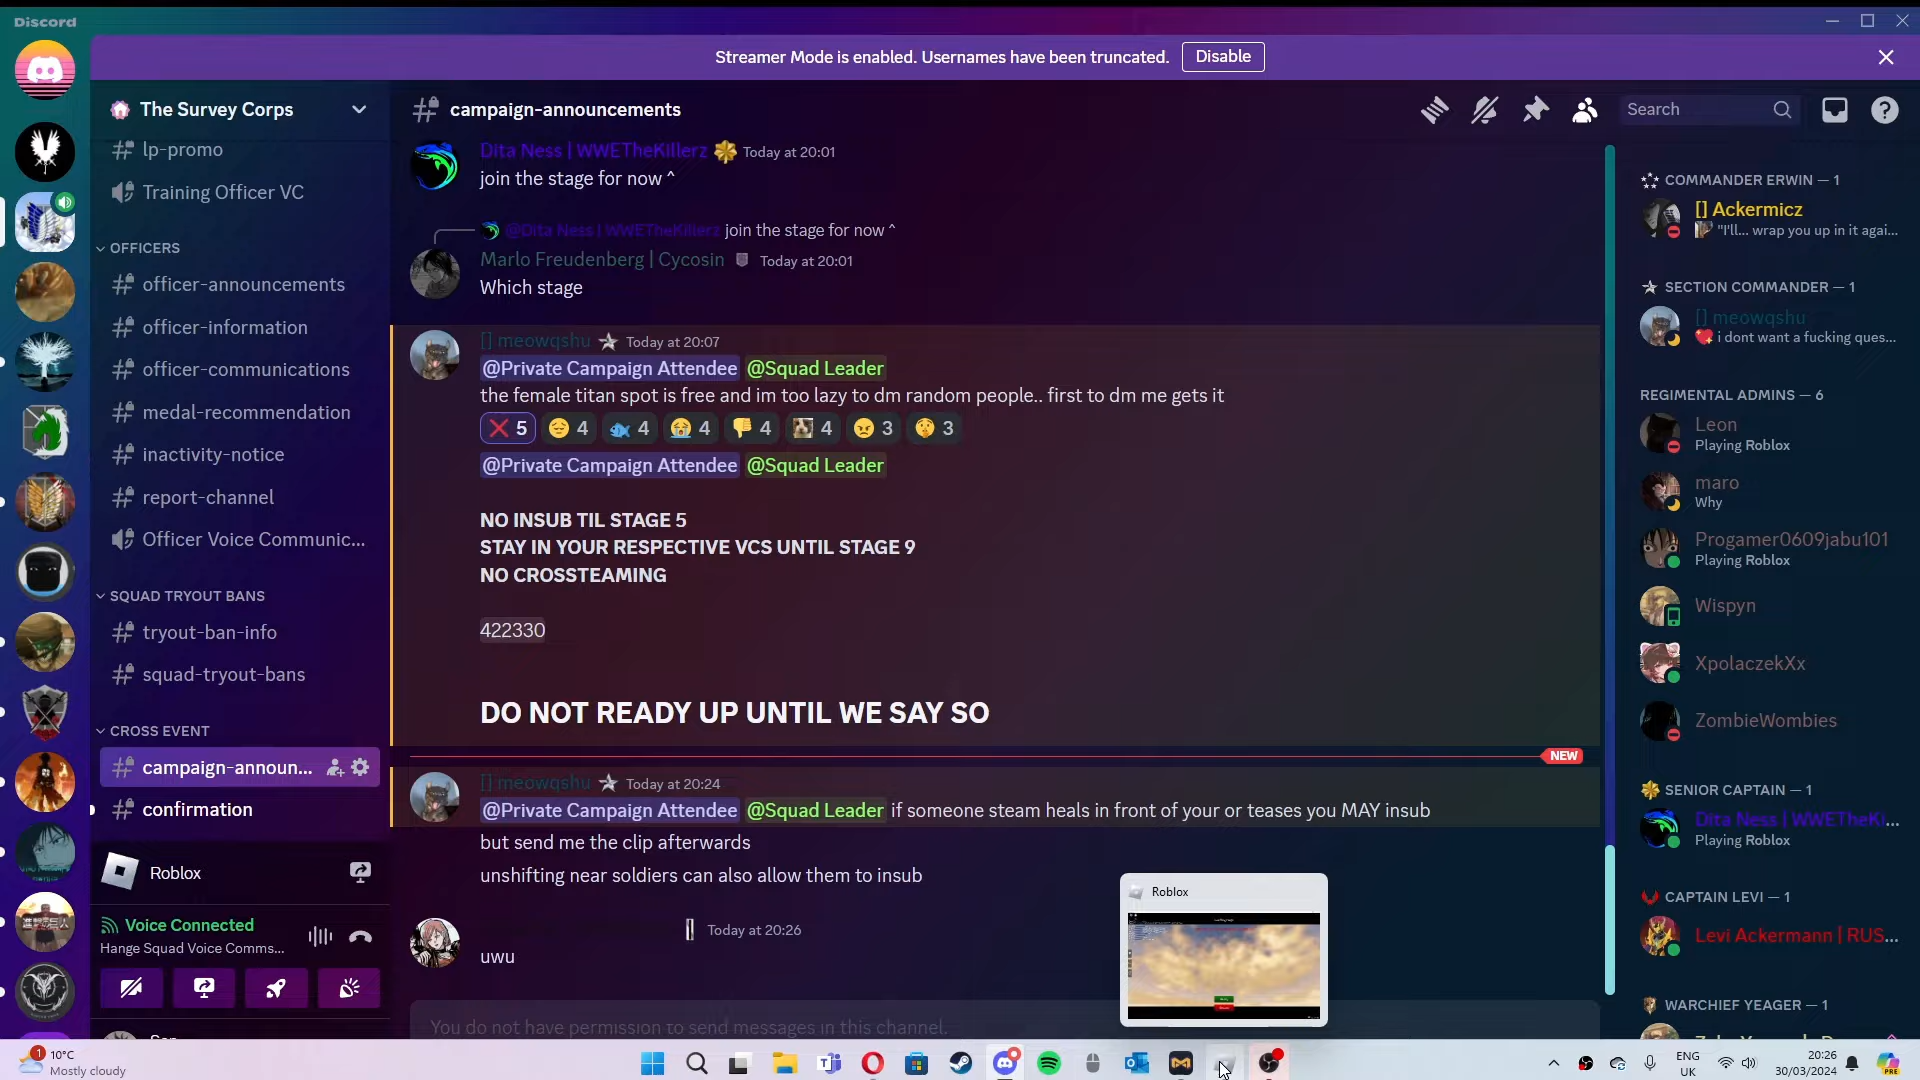 Discord
Streamer Mode is enabled. Usernames have been truncated.
Disable
The Survey Corps
lp-promo
Training Officer VC
OFFICERS
officer-announcements
officer-information
officer-communications
medal-recommendation
inactivity-notice
report-channel
Officer Voice Communic...
SQUAD TRYOUT BANS
tryout-ban-info
squad-tryout-bans
CROSS EVENT
campaign-announ...
confirmation
Roblox
Voice Connected
Hange Squad Voice Comms...
campaign-announcements
Search
Dita Ness | WWETheKillerz Today at 20:01
join the stage for now ^
@Dita Ness | WWETheKillerz join the stage for now ^
Marlo Freudenberg | Cycosin Today at 20:01
Which stage
[] meowqshu Today at 20:07
@Private Campaign Attendee @Squad Leader
the female titan spot is free and im too lazy to dm random people.. first to dm me gets it
5 4 4 4 4 4 3 3
@Private Campaign Attendee @Squad Leader
NO INSUB TIL STAGE 5
STAY IN YOUR RESPECTIVE VCS UNTIL STAGE 9
NO CROSSTEAMING
422330
DO NOT READY UP UNTIL WE SAY SO
NEW
[] meowqshu Today at 20:24
@Private Campaign Attendee @Squad Leader if someone steam heals in front of your or teases you MAY insub
but send me the clip afterwards
unshifting near soldiers can also allow them to insub
Today at 20:26
uwu
You do not have permission to send messages in this channel.
Roblox
COMMANDER ERWIN — 1
[] Ackermicz
"I'll... wrap you up in it agai...
SECTION COMMANDER — 1
[] meowqshu
i dont want a fucking ques...
REGIMENTAL ADMINS — 6
Leon
Playing Roblox
maro
Why
Progamer0609jabu101
Playing Roblox
Wispyn
XpolaczekXx
ZombieWombies
SENIOR CAPTAIN — 1
Dita Ness | WWETheKi...
Playing Roblox
CAPTAIN LEVI — 1
Levi Ackermann | RUS...
WARCHIEF YEAGER — 1
1
10°C
Mostly cloudy
ENG
UK
20:26
30/03/2024
PRE